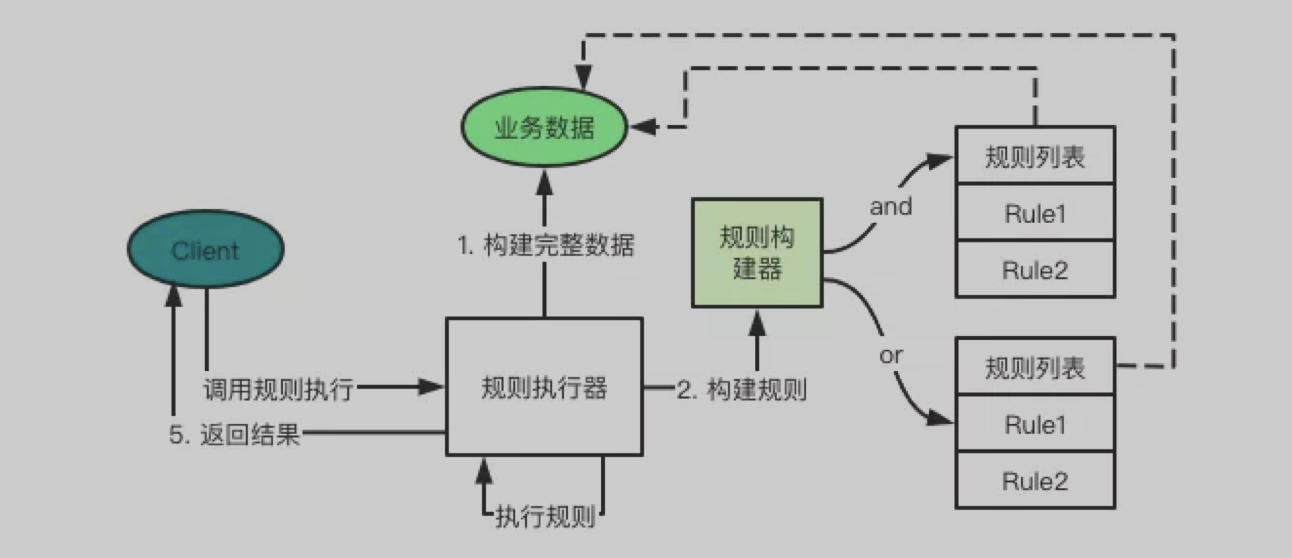 业务数据
Client
1. 构建完整数据
规则构
建器
and
规则列表
Rule1
Rule2
or
规则列表
Rule1
Rule2
调用规则执行
规则执行器
2. 构建规则
5. 返回结果
执行规则